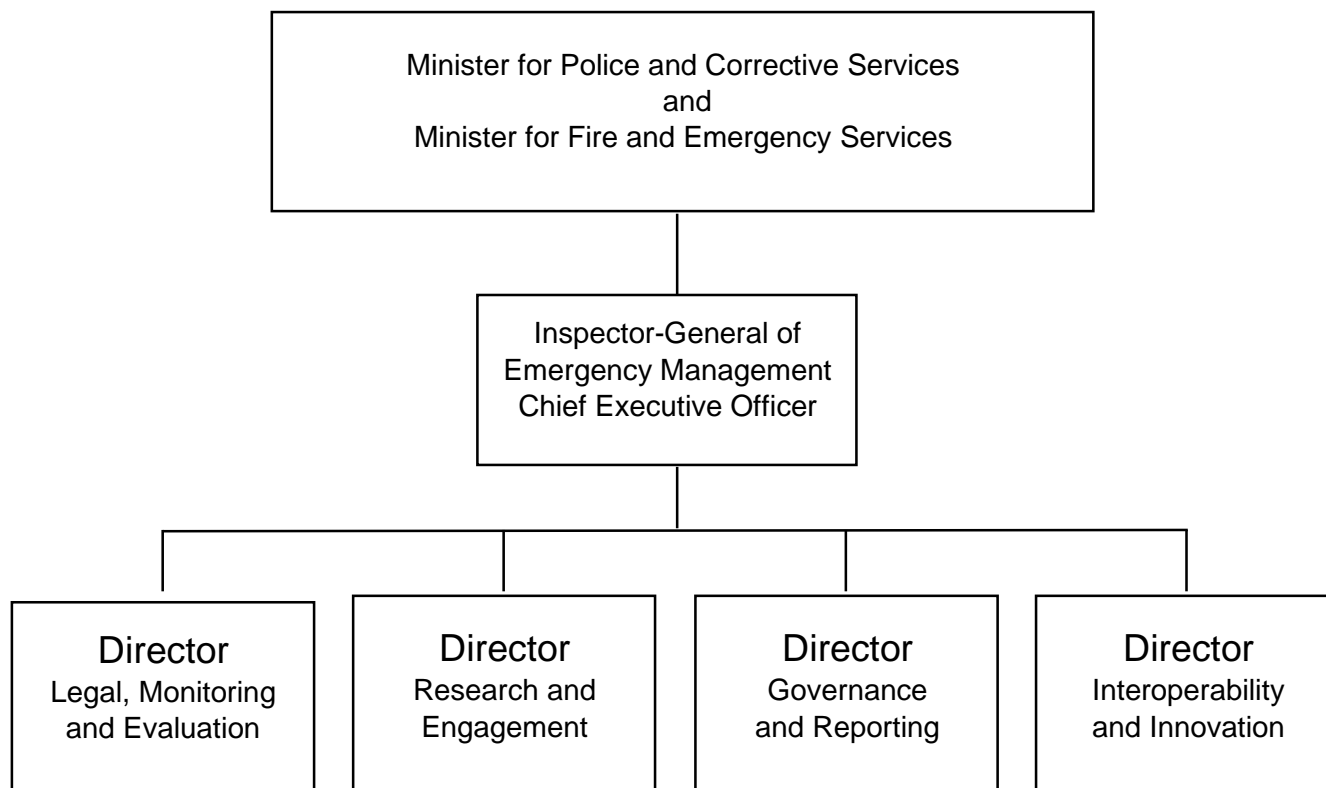 Minister for Police and Corrective Services
and
Minister for Fire and Emergency Services
Inspector-General of
Emergency Management
Chief Executive Officer
Director
Legal, Monitoring
and Evaluation
Director
Research and
Engagement
Director
Governance
and Reporting
Director
Interoperability
and Innovation